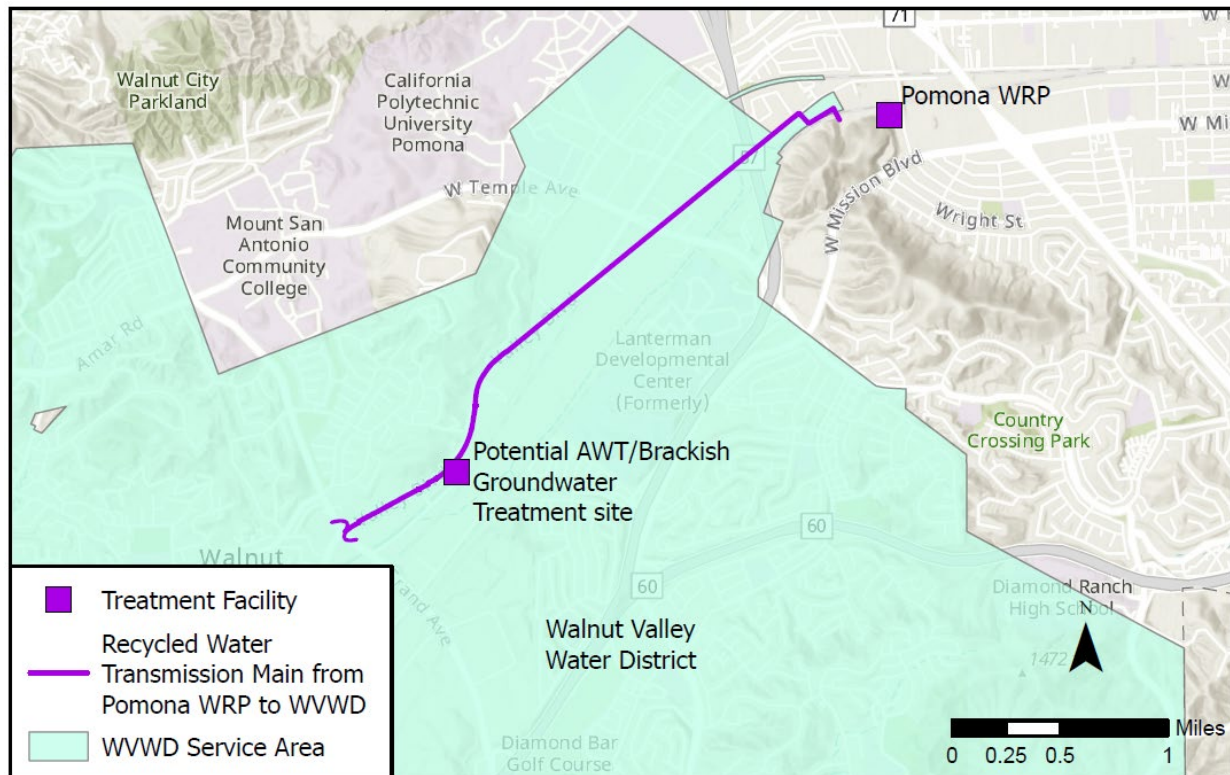 71
Walnut City
Parkland
California
Polytechnic
University
Pomona
Pomona WRP
W Temple Ave
W Mission Blvd
57
Wright St
Mount San
Antonio
Community
College
Amar Rd
Lanterman
Developmental
Center
(Formerly)
Country
Crossing Park
Potential AWT/Brackish
Groundwater
Treatment site
Walnut
Grand Ave
60
60
Diamond Ranch
High School
N
1472
Walnut Valley
Water District
Diamond Bar
Golf Course
Treatment Facility
Recycled Water
Transmission Main from
Pomona WRP to WVWD
WVWD Service Area
Miles
0 0.25 0.5 1